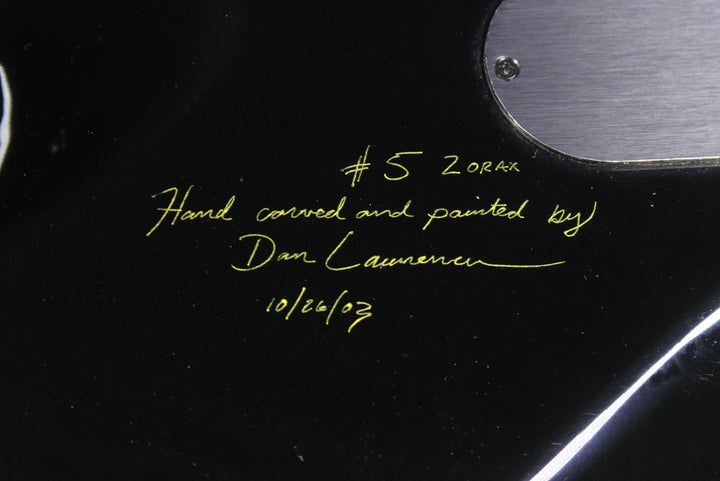 #5 ZORAX
Hand carved and painted by
Dan Lawrence
10/26/03